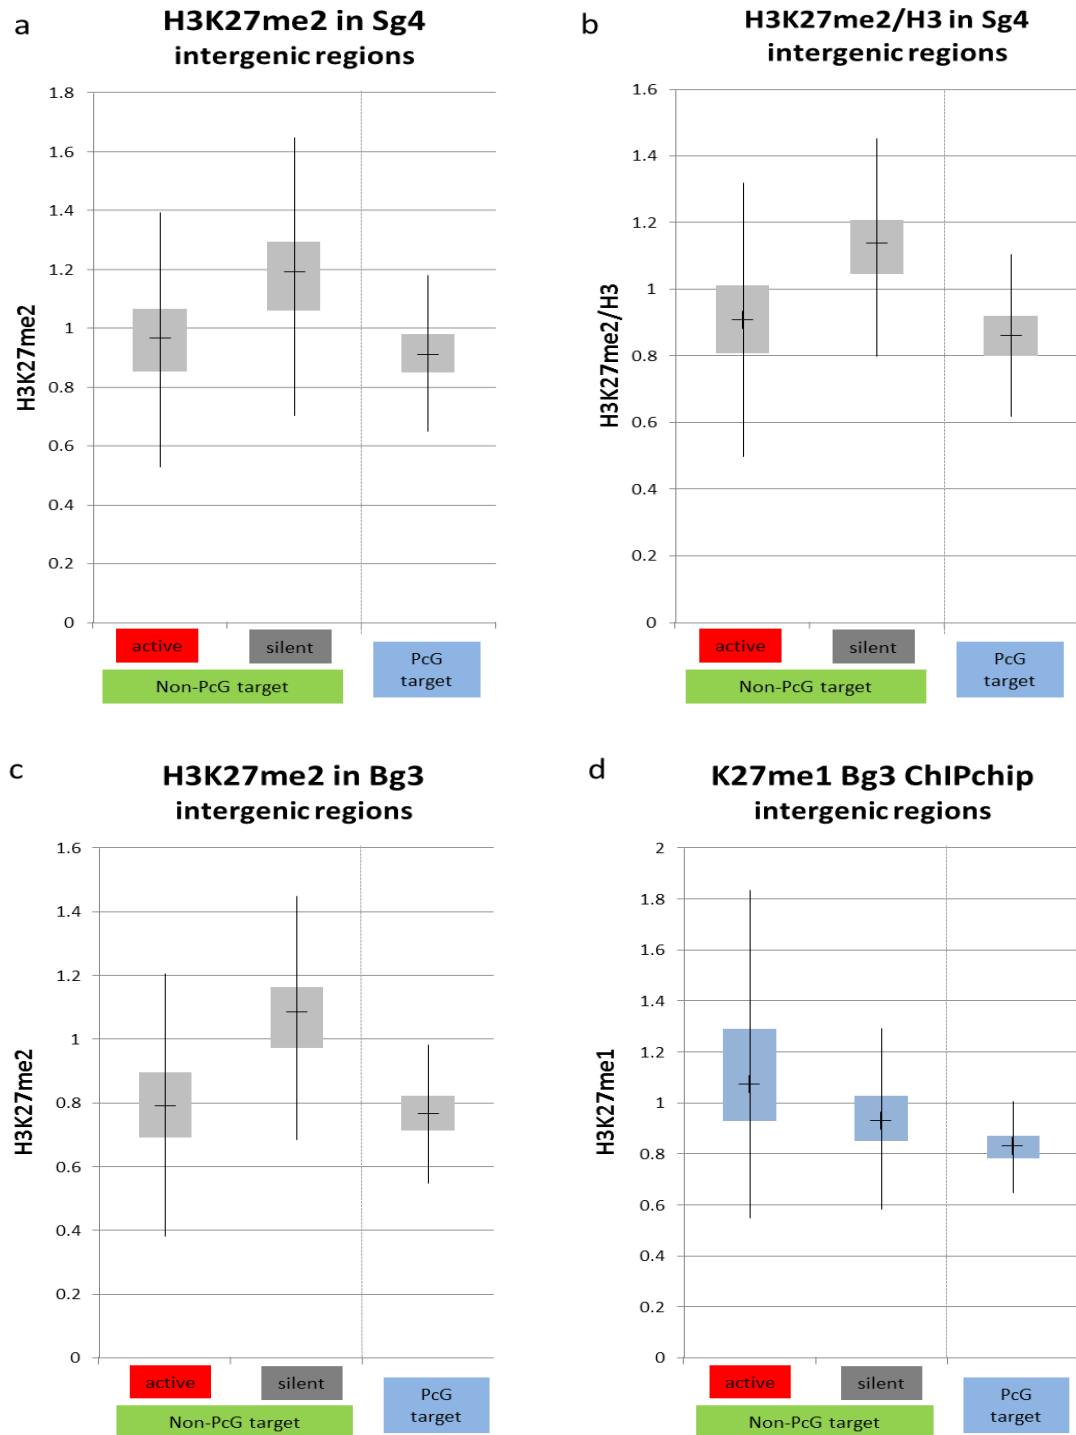 a
H3K27me2 in Sg4
intergenic regions
1.8
1.6
1.4
1.2
1
0.8
0.6
0.4
0.2
0
H3K27me2
active
silent
PcG
target
Non-PcG target
b
H3K27me2/H3 in Sg4
intergenic regions
1.6
1.4
1.2
1
0.8
0.6
0.4
0.2
0
H3K27me2/H3
active
silent
PcG
target
Non-PcG target
c
H3K27me2 in Bg3
intergenic regions
1.6
1.4
1.2
1
0.8
0.6
0.4
0.2
0
H3K27me2
active
silent
PcG
target
Non-PcG target
d
K27me1 Bg3 ChIPchip
intergenic regions
2
1.8
1.6
1.4
1.2
1
0.8
0.6
0.4
0.2
0
H3K27me1
active
silent
PcG
target
Non-PcG target